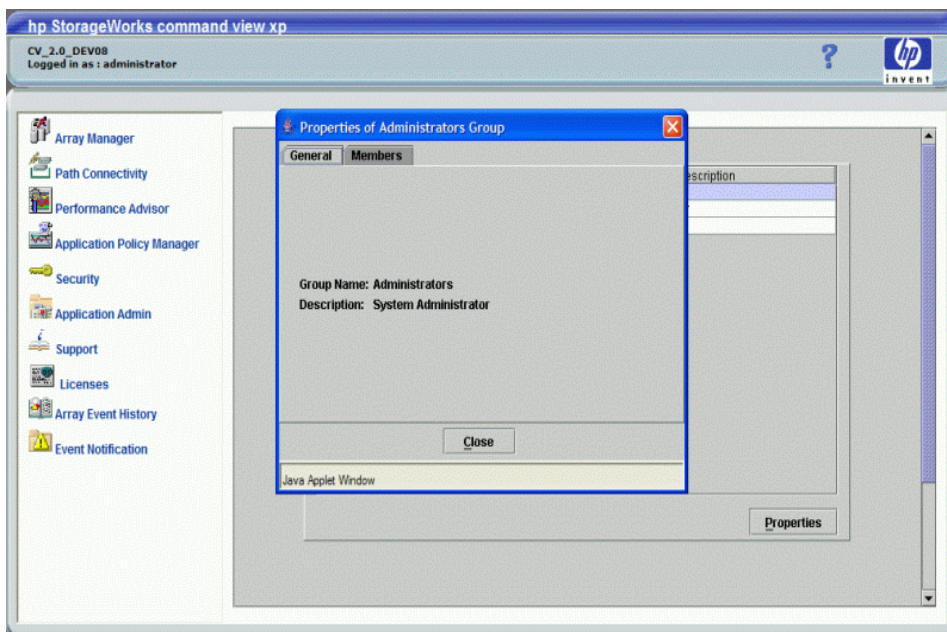 hp StorageWorks command view xp
CV_2.0_DEV08
Logged in as : administrator
?
hp
invent
Array Manager
Path Connectivity
Performance Advisor
Application Policy Manager
Security
Application Admin
Support
Licenses
Array Event History
Event Notification
Properties of Administrators Group
General Members
escription
Group Name: Administrators
Description: System Administrator
Close
Java Applet Window
Properties